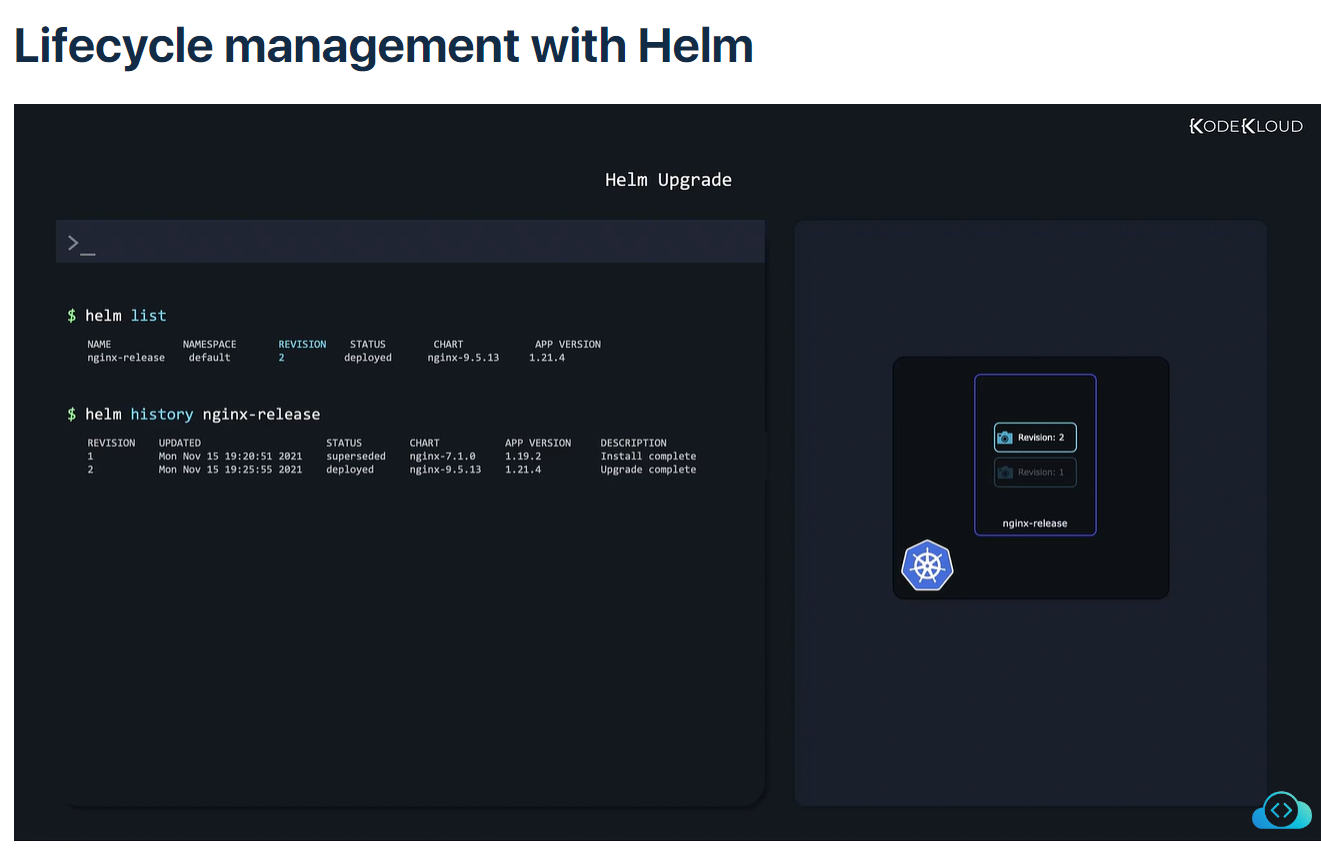 Lifecycle management with Helm
KODEKLOUD
Helm Upgrade
>_
$ helm list
NAME NAMESPACE REVISION STATUS CHART APP VERSION
nginx-release default 2 deployed nginx-9.5.13 1.21.4
$ helm history nginx-release
REVISION UPDATED STATUS CHART APP VERSION DESCRIPTION
1 Mon Nov 15 19:20:51 2021 superseded nginx-7.1.0 1.19.2 Install complete
2 Mon Nov 15 19:25:55 2021 deployed nginx-9.5.13 1.21.4 Upgrade complete
Revision: 2
Revision: 1
nginx-release